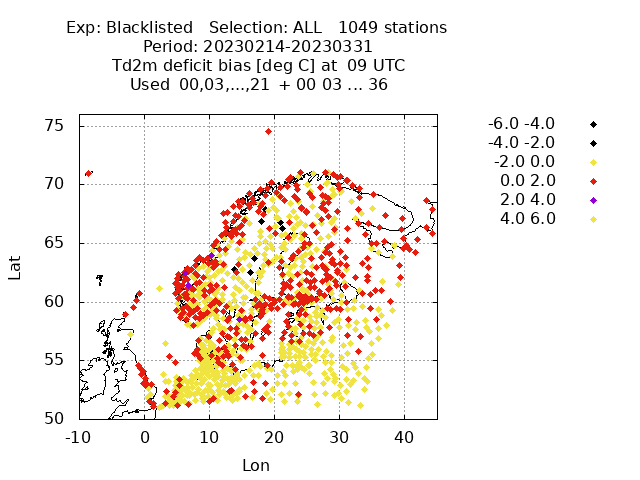 Exp: Blacklisted   Selection: ALL   1049 stations
Period: 20230214-20230331
Td2m deficit bias [deg C] at  09 UTC
Used  00,03,...,21  + 00 03 ... 36
-6.0 -4.0
-4.0 -2.0
-2.0 0.0
0.0 2.0
2.0 4.0
4.0 6.0
75
70
65
60
55
50
Lat
-10 0 10 20 30 40
Lon